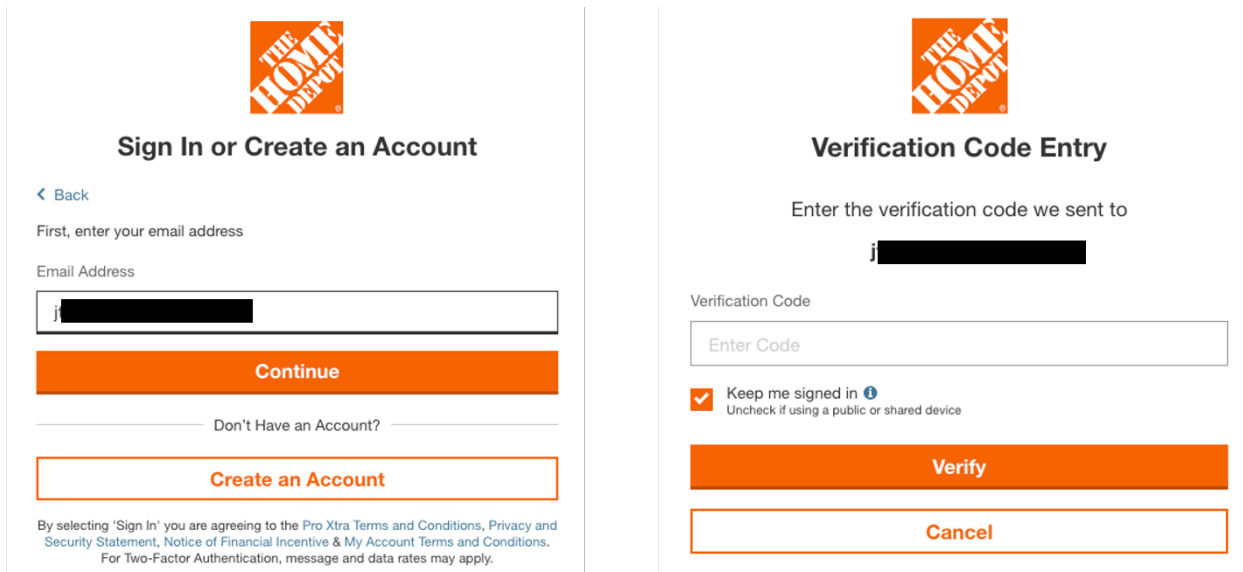 THE
HOME
DEPOT
Sign In or Create an Account
Back
First, enter your email address
Email Address
Continue
Don't Have an Account?
Create an Account
By selecting 'Sign In' you are agreeing to the Pro Xtra Terms and Conditions, Privacy and
Security Statement, Notice of Financial Incentive & My Account Terms and Conditions.
For Two-Factor Authentication, message and data rates may apply.
THE
HOME
DEPOT
Verification Code Entry
Enter the verification code we sent to
Verification Code
Enter Code
Keep me signed in
Uncheck if using a public or shared device
Verify
Cancel